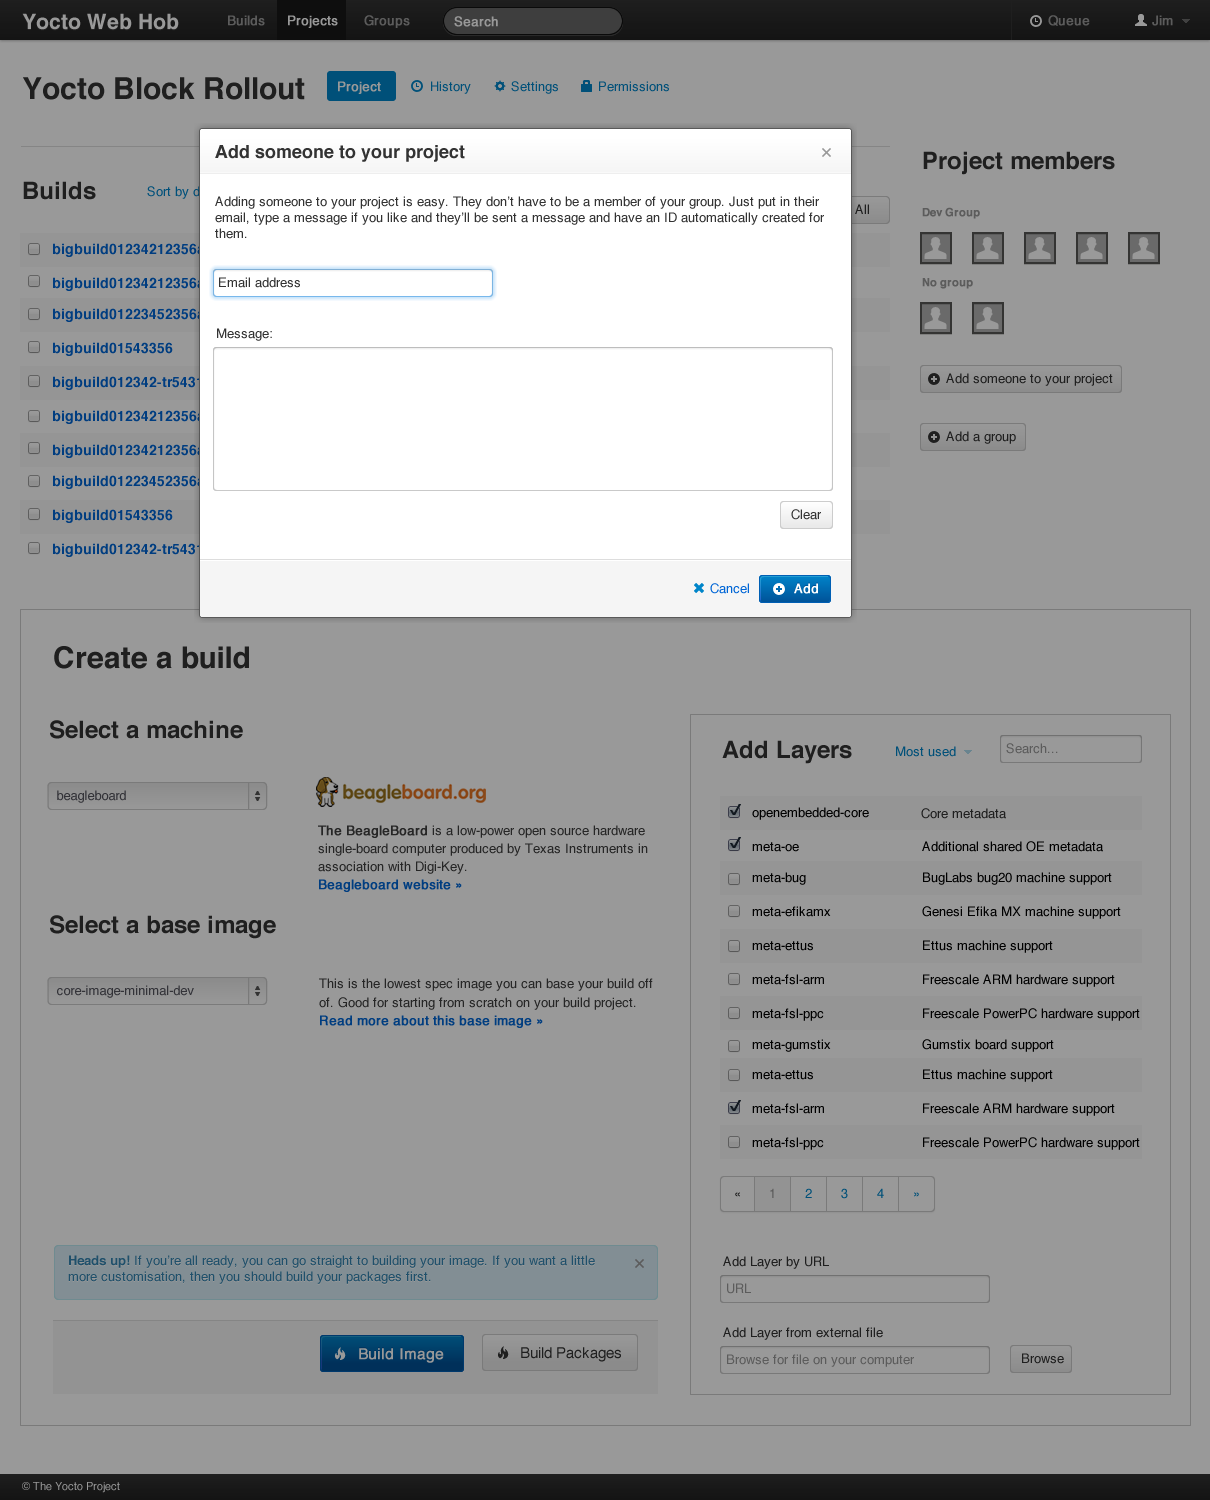 Yocto Web Hob
Builds
Projects
Groups
Search
Queue
Jim
Yocto Block Rollout
Project
History
Settings
Permissions
Add someone to your project
×
Adding someone to your project is easy. They don't have to be a member of your group. Just put in their
email, type a message if you like and they'll be sent a message and have an ID automatically created for
them.
Email address
Message:
Clear
Cancel
Add
Builds
Sort by d
All
bigbuild01234212356a
bigbuild01234212356a
bigbuild01223452356a
bigbuild01543356
bigbuild012342-tr5431
bigbuild01234212356a
bigbuild01234212356a
bigbuild01223452356a
bigbuild01543356
bigbuild012342-tr5431
Project members
Dev Group
No group
Add someone to your project
Add a group
Create a build
Select a machine
beagleboard
beagleboard.org
The BeagleBoard is a low-power open source hardware
single-board computer produced by Texas Instruments in
association with Digi-Key.
Beagleboard website »
Select a base image
core-image-minimal-dev
This is the lowest spec image you can base your build off
of. Good for starting from scratch on your build project.
Read more about this base image »
Add Layers
Most used
Search...
openembedded-core Core metadata
meta-oe Additional shared OE metadata
meta-bug BugLabs bug20 machine support
meta-efikamx Genesi Efika MX machine support
meta-ettus Ettus machine support
meta-fsl-arm Freescale ARM hardware support
meta-fsl-ppc Freescale PowerPC hardware support
meta-gumstix Gumstix board support
meta-ettus Ettus machine support
meta-fsl-arm Freescale ARM hardware support
meta-fsl-ppc Freescale PowerPC hardware support
« 1 2 3 4 »
Add Layer by URL
URL
Add Layer from external file
Browse for file on your computer
Browse
Heads up! If you're all ready, you can go straight to building your image. If you want a little
more customisation, then you should build your packages first.
×
Build Image
Build Packages
© The Yocto Project